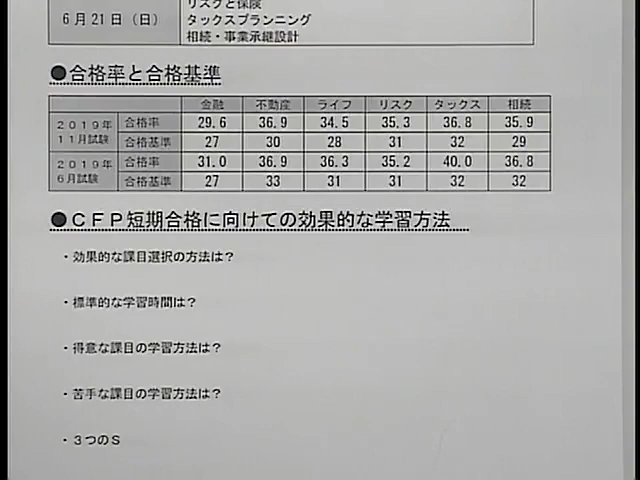 リスクと保険
6月21日（日） タックスプランニング
相続・事業承継設計
●合格率と合格基準
金融 不動産 ライフ リスク タックス 相続
2019年11月試験 合格率 29.6 36.9 34.5 35.3 36.8 35.9
合格基準 27 30 28 31 32 29
2019年6月試験 合格率 31.0 36.9 36.3 35.2 40.0 36.8
合格基準 27 33 31 31 32 32
●ＣＦＰ短期合格に向けての効果的な学習方法
・効果的な課目選択の方法は？
・標準的な学習時間は？
・得意な課目の学習方法は？
・苦手な課目の学習方法は？
・３つのＳ